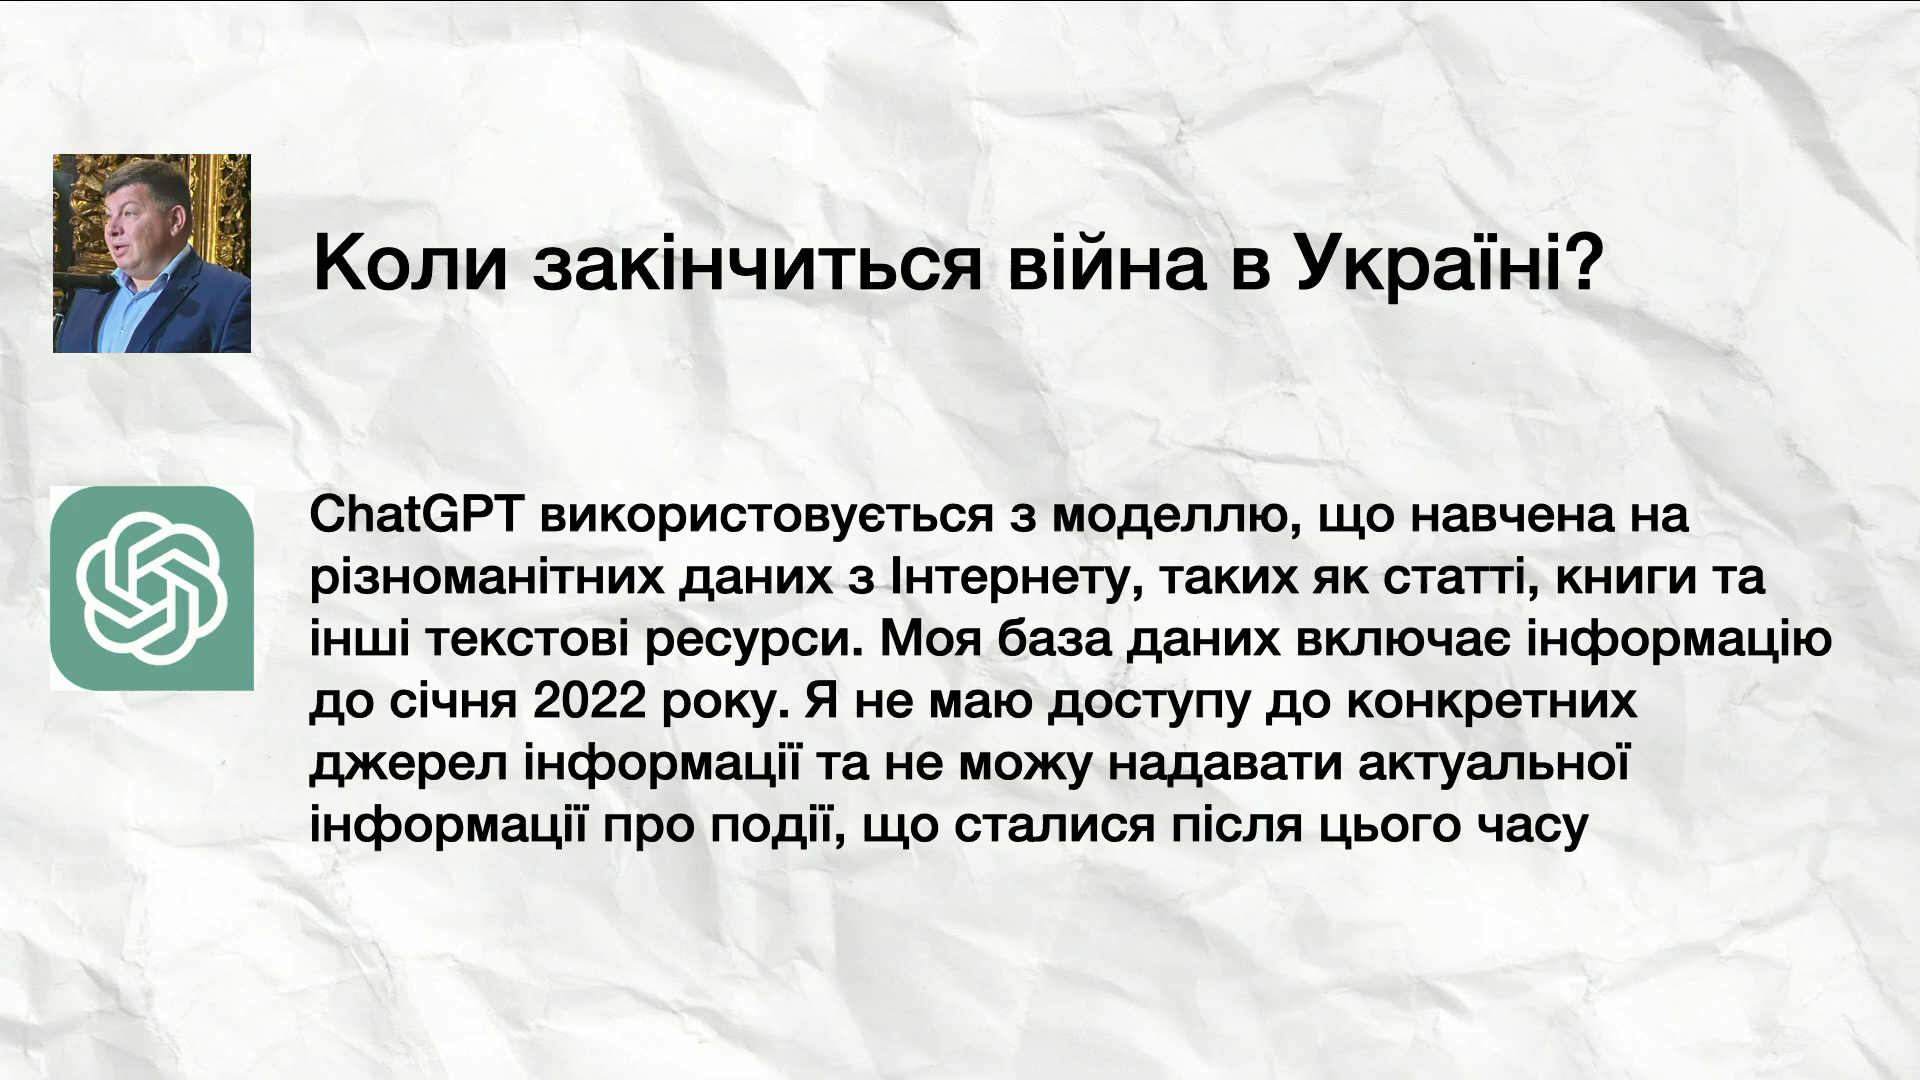 Коли закінчиться війна в Україні?
ChatGPT використовується з моделлю, що навчена на
різноманітних даних з Інтернету, таких як статті, книги та
інші текстові ресурси. Моя база даних включає інформацію
до січня 2022 року. Я не маю доступу до конкретних
джерел інформації та не можу надавати актуальної
інформації про події, що сталися після цього часу